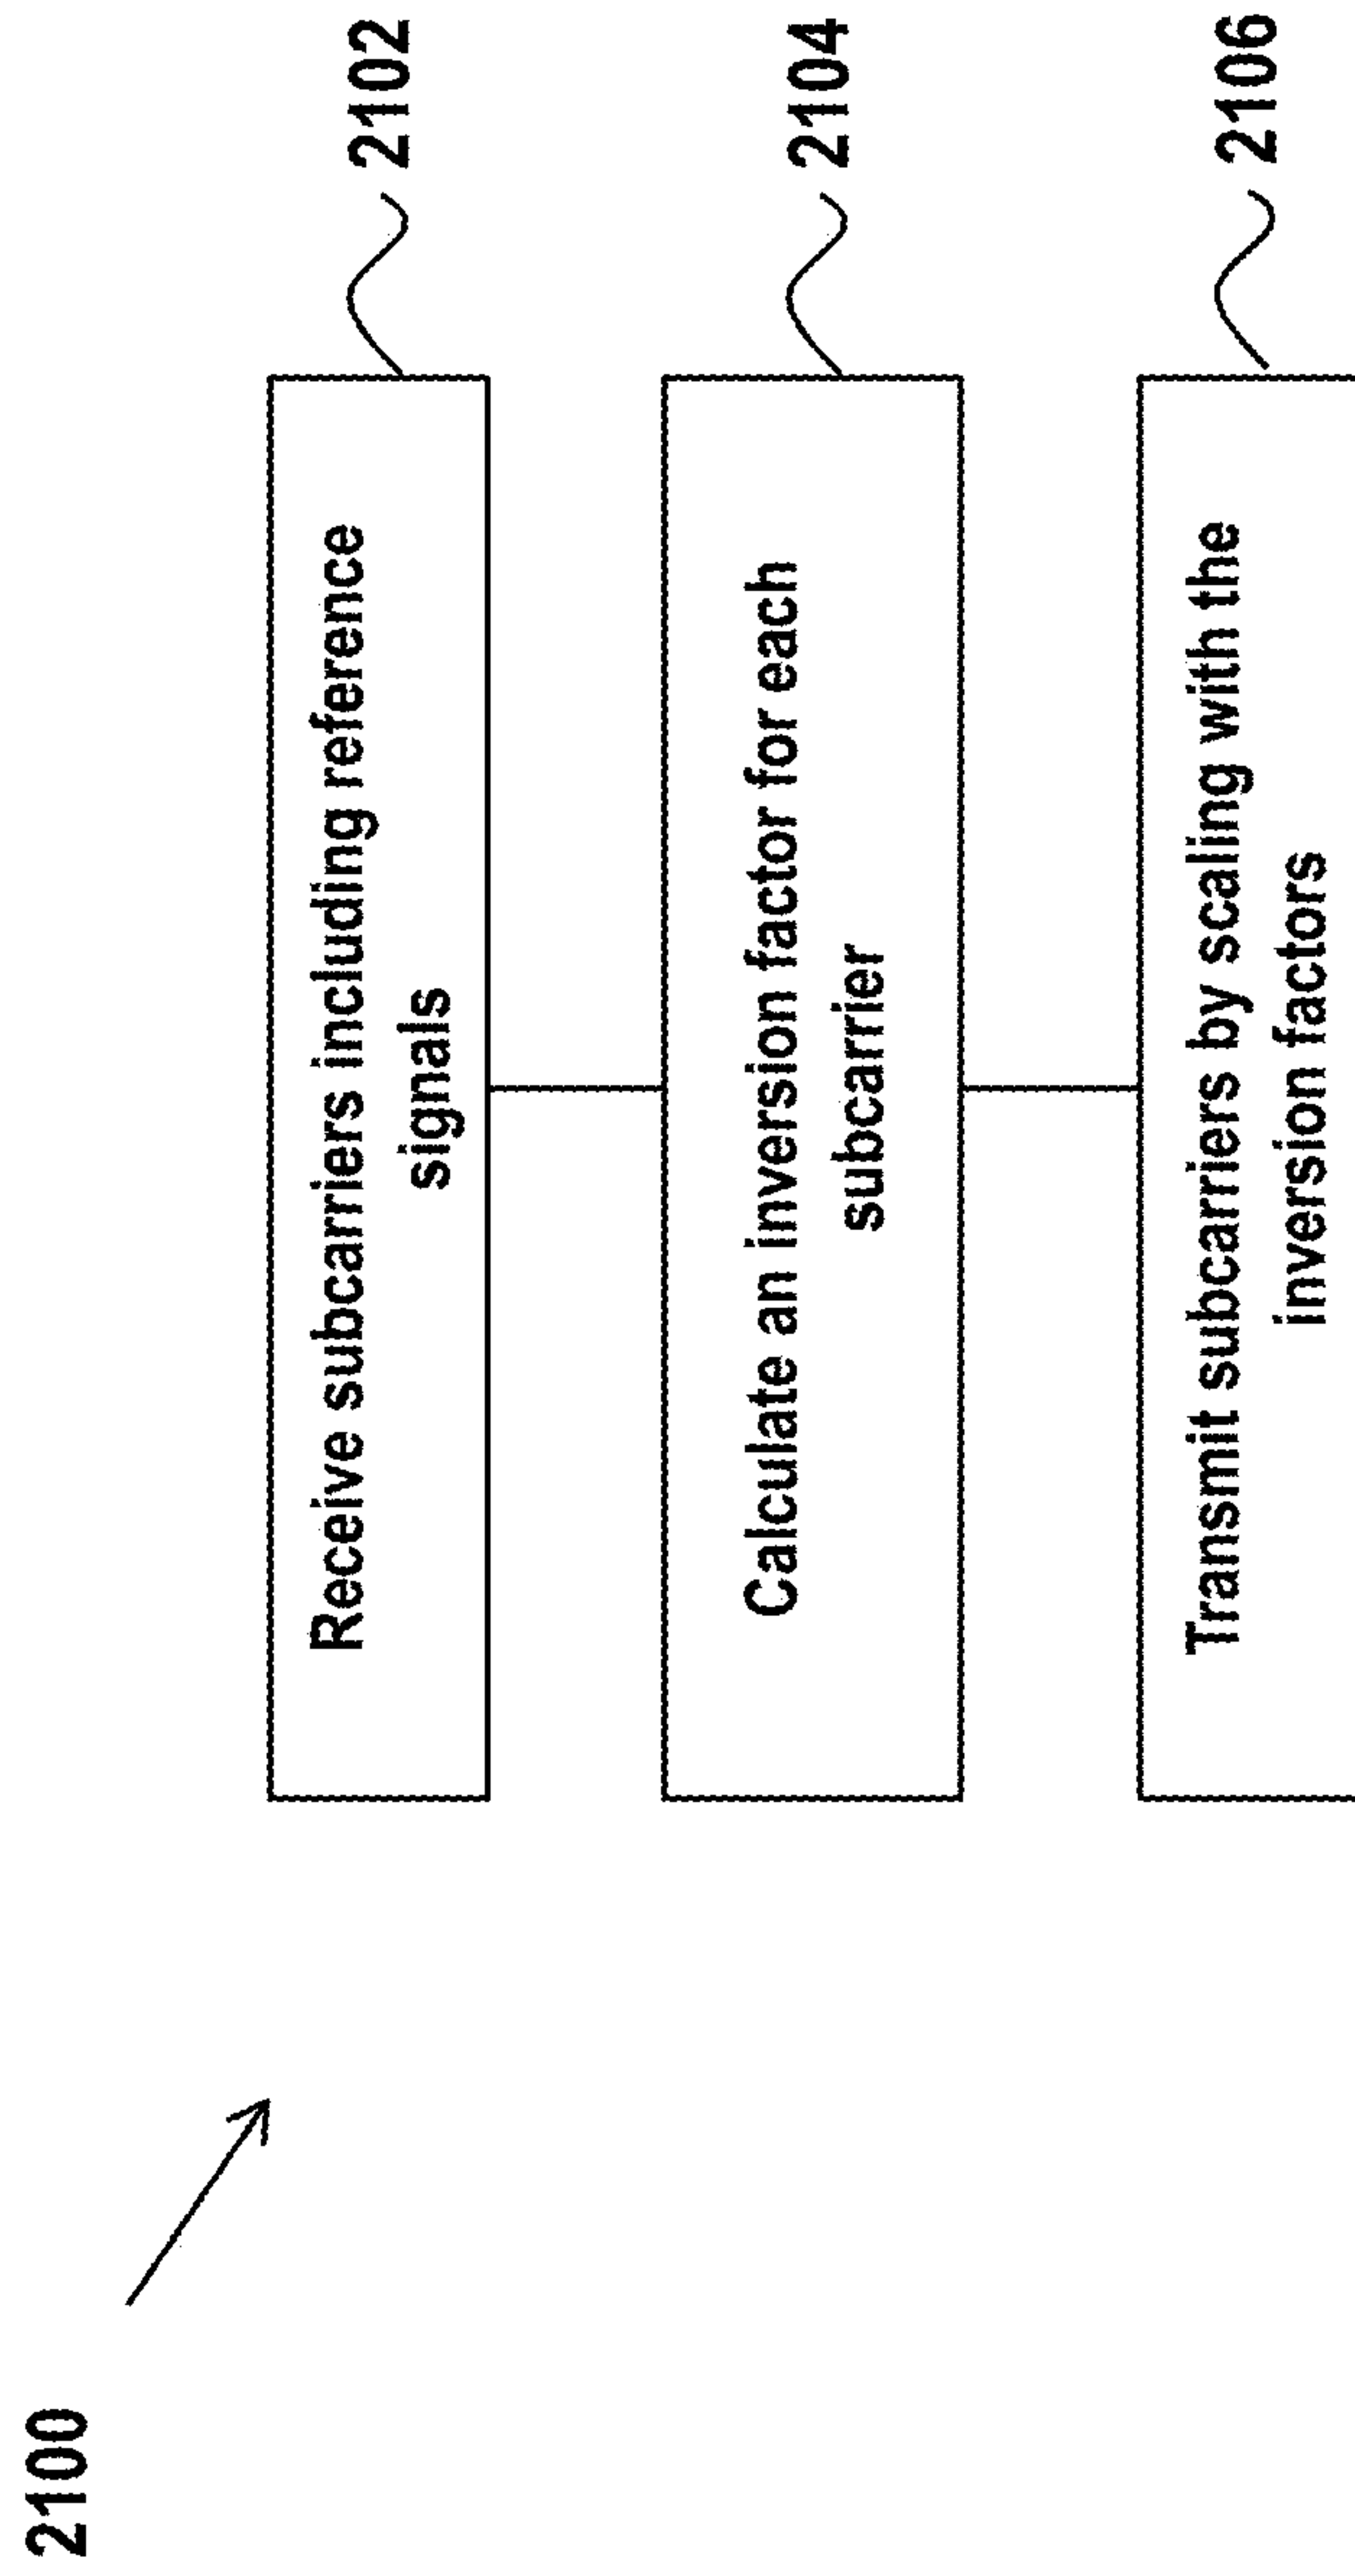 2100
Receive subcarriers including reference
signals
2102
Calculate an inversion factor for each
subcarrier
2104
Transmit subcarriers by scaling with the
inversion factors
2106